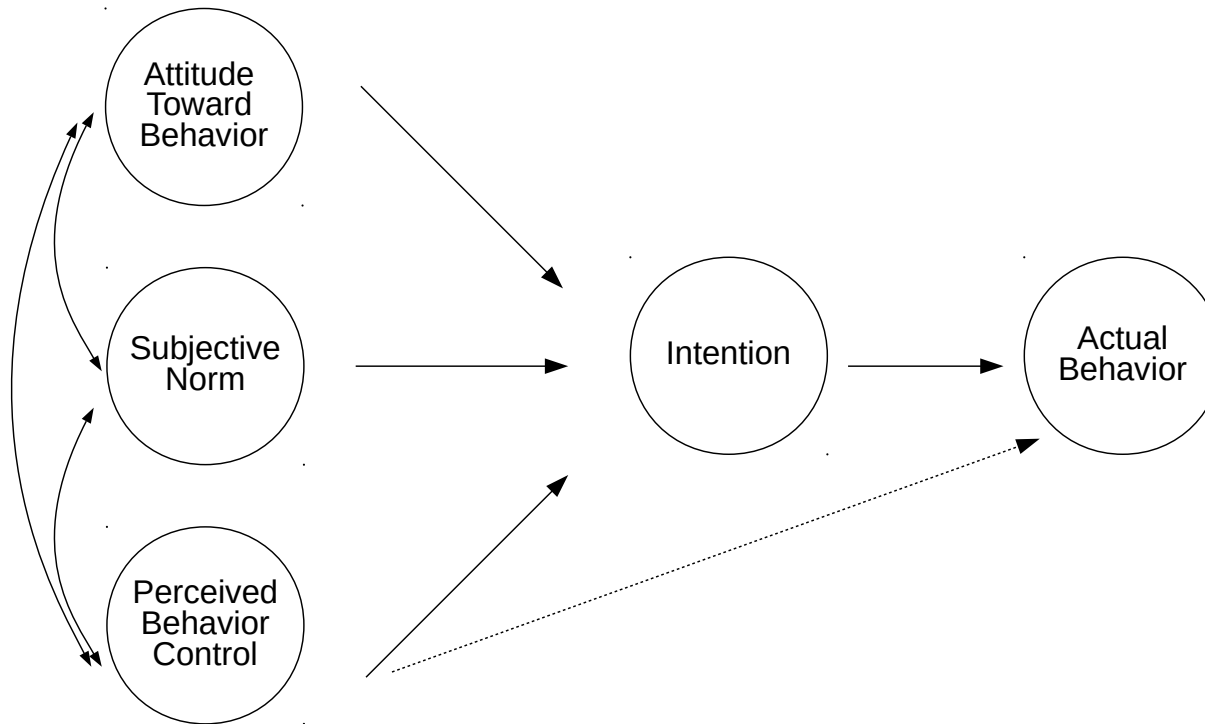 Attitude
Toward
Behavior
Subjective
Norm
Perceived
Behavior
Control
Intention
Actual
Behavior